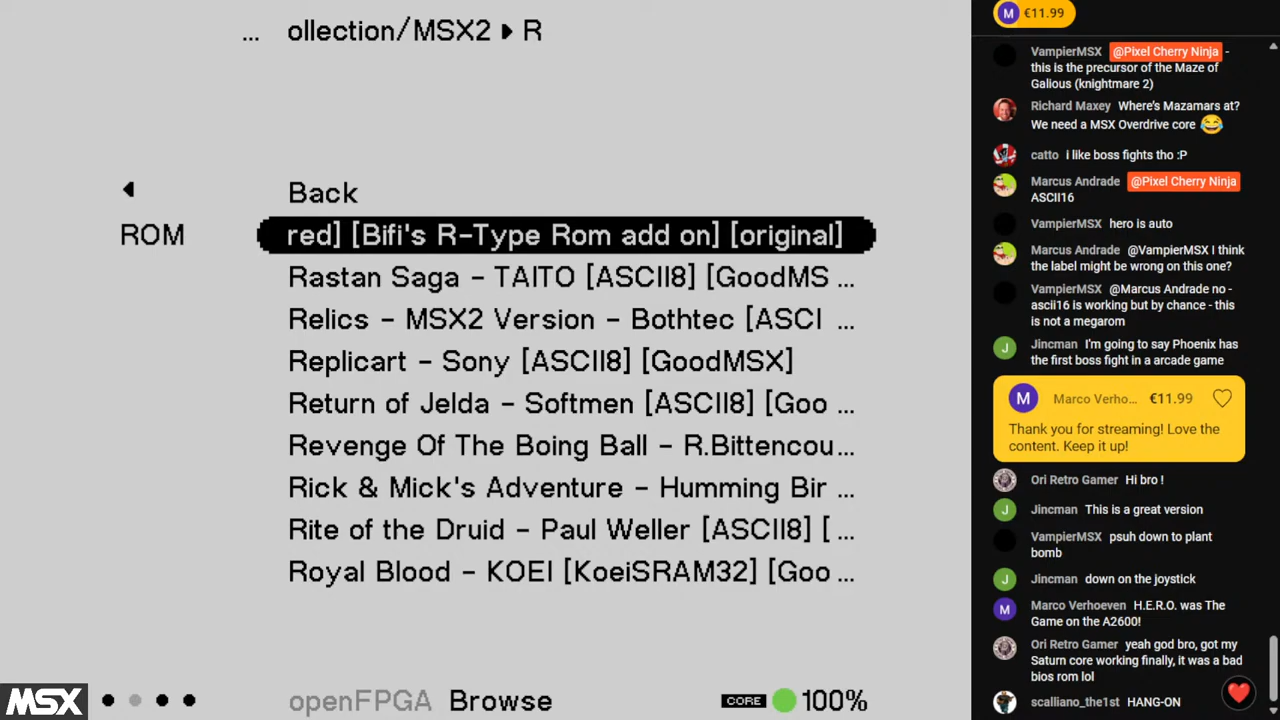 ... ollection/MSX2 ▶ R
Back
ROM
red] [Bifi's R-Type Rom add on] [original]
Rastan Saga - TAITO [ASCII8] [GoodMS ...
Relics - MSX2 Version - Bothtec [ASCI ...
Replicart - Sony [ASCII8] [GoodMSX]
Return of Jelda - Softmen [ASCII8] [Goo ...
Revenge Of The Boing Ball - R.Bittencou...
Rick & Mick's Adventure - Humming Bir ...
Rite of the Druid - Paul Weller [ASCII8] [ ...
Royal Blood - KOEI [KoeiSRAM32] [Goo ...
MSX
openFPGA Browse
CORE 100%
M €11.99
VampierMSX @Pixel Cherry Ninja -
this is the precursor of the Maze of
Galious (knightmare 2)
Richard Maxey Where's Mazamars at?
We need a MSX Overdrive core 😂
catto i like boss fights tho :P
Marcus Andrade @Pixel Cherry Ninja
ASCII16
VampierMSX hero is auto
Marcus Andrade @VampierMSX I think
the label might be wrong on this one?
VampierMSX @Marcus Andrade no -
ascii16 is working but by chance - this
is not a megarom
J Jincman I'm going to say Phoenix has
the first boss fight in a arcade game
M Marco Verho... €11.99
Thank you for streaming! Love the
content. Keep it up!
Ori Retro Gamer Hi bro !
J Jincman This is a great version
VampierMSX psuh down to plant
bomb
J Jincman down on the joystick
M Marco Verhoeven H.E.R.O. was The
Game on the A2600!
Ori Retro Gamer yeah god bro, got my
Saturn core working finally, it was a bad
bios rom lol
scalliano_the1st HANG-ON